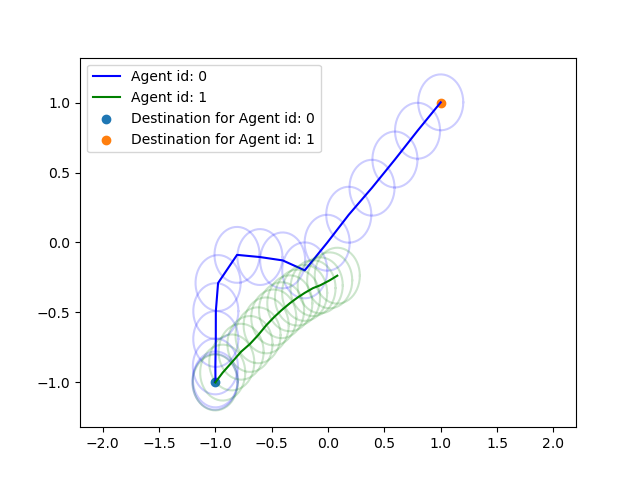 Agent id: 0
Agent id: 1
Destination for Agent id: 0
Destination for Agent id: 1
1.0
0.5
0.0
−0.5
−1.0
−2.0 −1.5 −1.0 −0.5 0.0 0.5 1.0 1.5 2.0